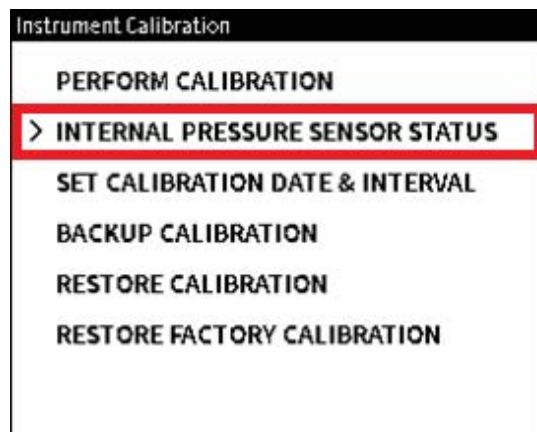 Instrument Calibration
PERFORM CALIBRATION
> INTERNAL PRESSURE SENSOR STATUS
SET CALIBRATION DATE & INTERVAL
BACKUP CALIBRATION
RESTORE CALIBRATION
RESTORE FACTORY CALIBRATION